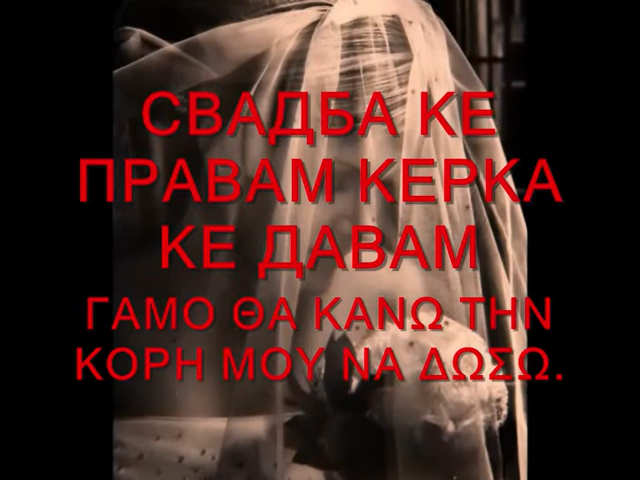 СВАДБА КЕ
ПРАВАМ КЕРКА
КЕ ДАВАМ
ΓΑΜΟ ΘΑ ΚΑΝΩ ΤΗΝ
ΚΟΡΗ ΜΟΥ ΝΑ ΔΩΣΩ.